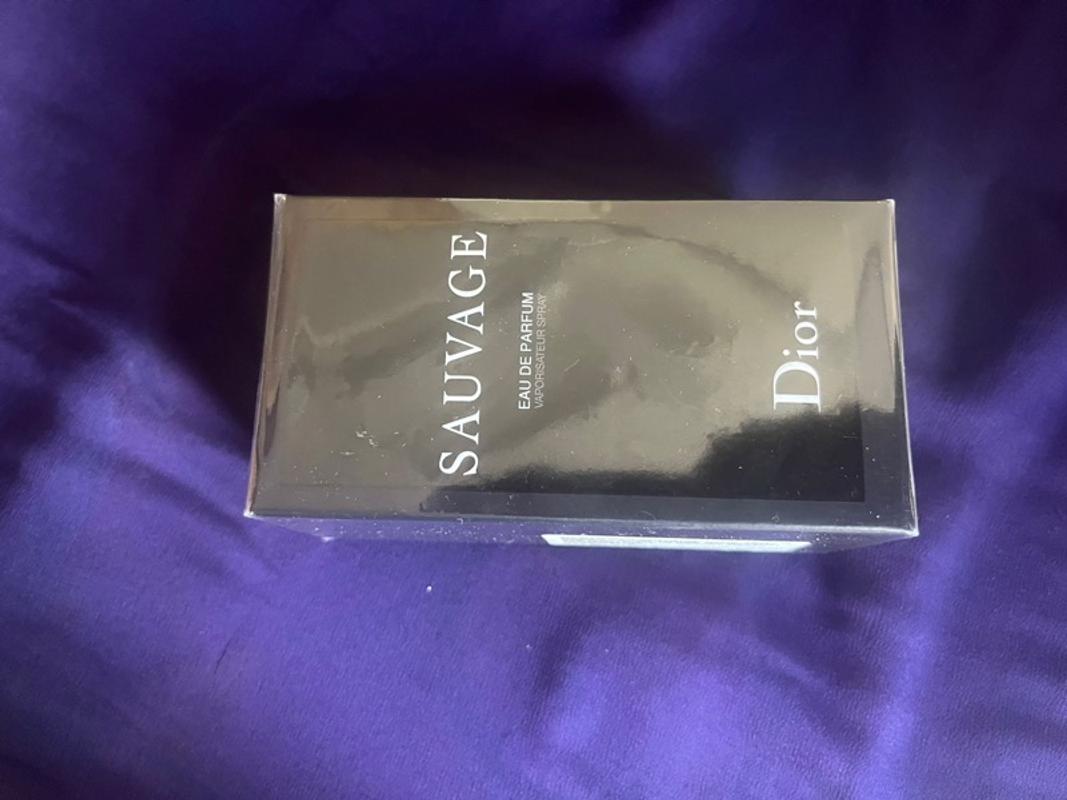 SAUVAGE
EAU DE PARFUM
VAPORISATEUR SPRAY
Dior